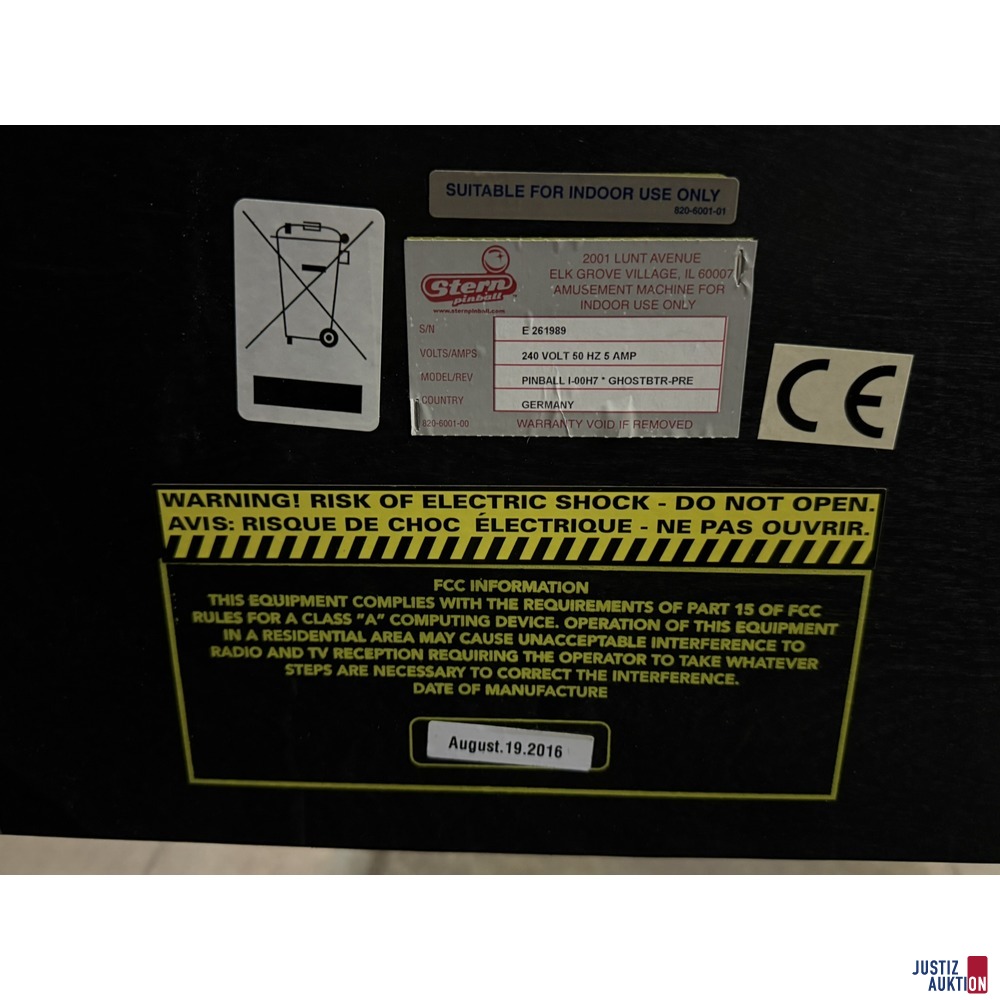 SUITABLE FOR INDOOR USE ONLY
820-6001-01
Stern
pinball
www.sternpinball.com
2001 LUNT AVENUE
ELK GROVE VILLAGE, IL 60007
AMUSEMENT MACHINE FOR
INDOOR USE ONLY
S/N E 261989
VOLTS/AMPS 240 VOLT 50 HZ 5 AMP
MODEL/REV PINBALL I-00H7 * GHOSTBTR-PRE
COUNTRY GERMANY
820-6001-00 WARRANTY VOID IF REMOVED
CE
WARNING! RISK OF ELECTRIC SHOCK - DO NOT OPEN.
AVIS: RISQUE DE CHOC ÉLECTRIQUE - NE PAS OUVRIR.
FCC INFORMATION
THIS EQUIPMENT COMPLIES WITH THE REQUIREMENTS OF PART 15 OF FCC
RULES FOR A CLASS "A" COMPUTING DEVICE. OPERATION OF THIS EQUIPMENT
IN A RESIDENTIAL AREA MAY CAUSE UNACCEPTABLE INTERFERENCE TO
RADIO AND TV RECEPTION REQUIRING THE OPERATOR TO TAKE WHATEVER
STEPS ARE NECESSARY TO CORRECT THE INTERFERENCE.
DATE OF MANUFACTURE
August.19.2016
JUSTIZ
AUKTION